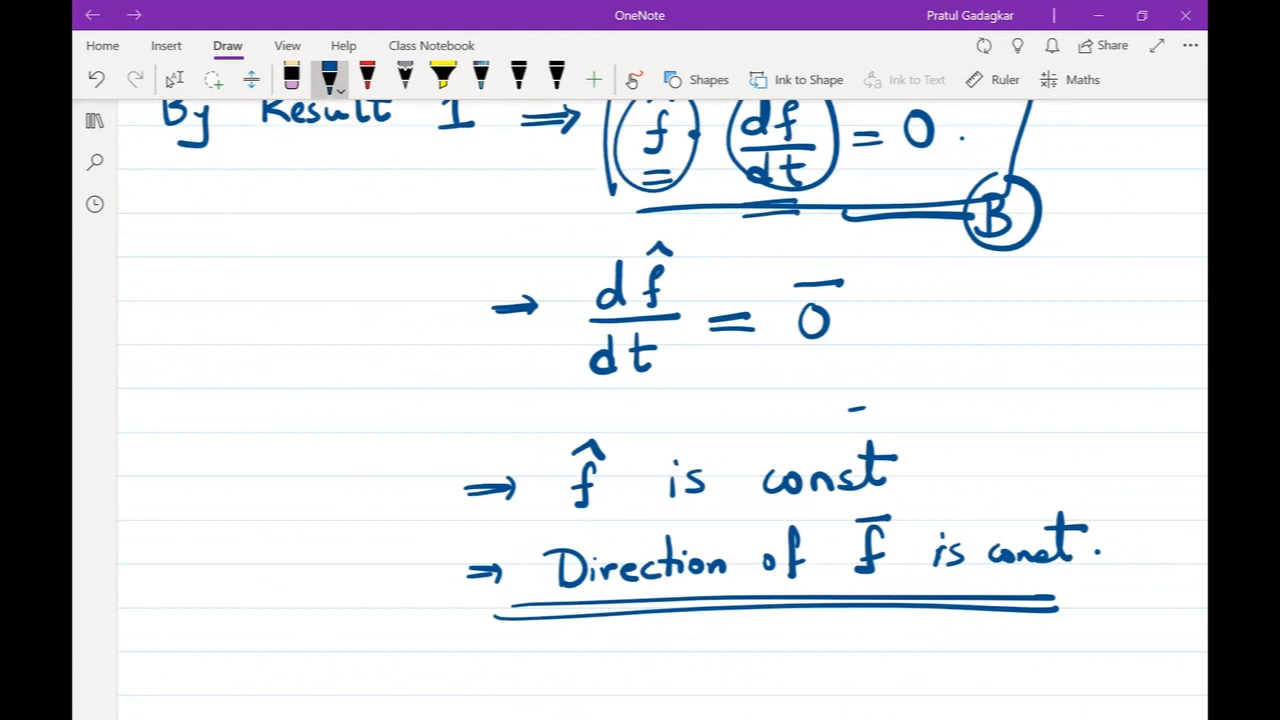 OneNote
Pratul Gadagkar
Home Insert Draw View Help Class Notebook
Share
Shapes Ink to Shape Ink to Text Ruler Maths
By Result I ⟹ f̂ · df̂/dt = 0 .
B
→ df̂/dt = 0̅
⟹ f̂ is const
⟹ Direction of f̅ is const.